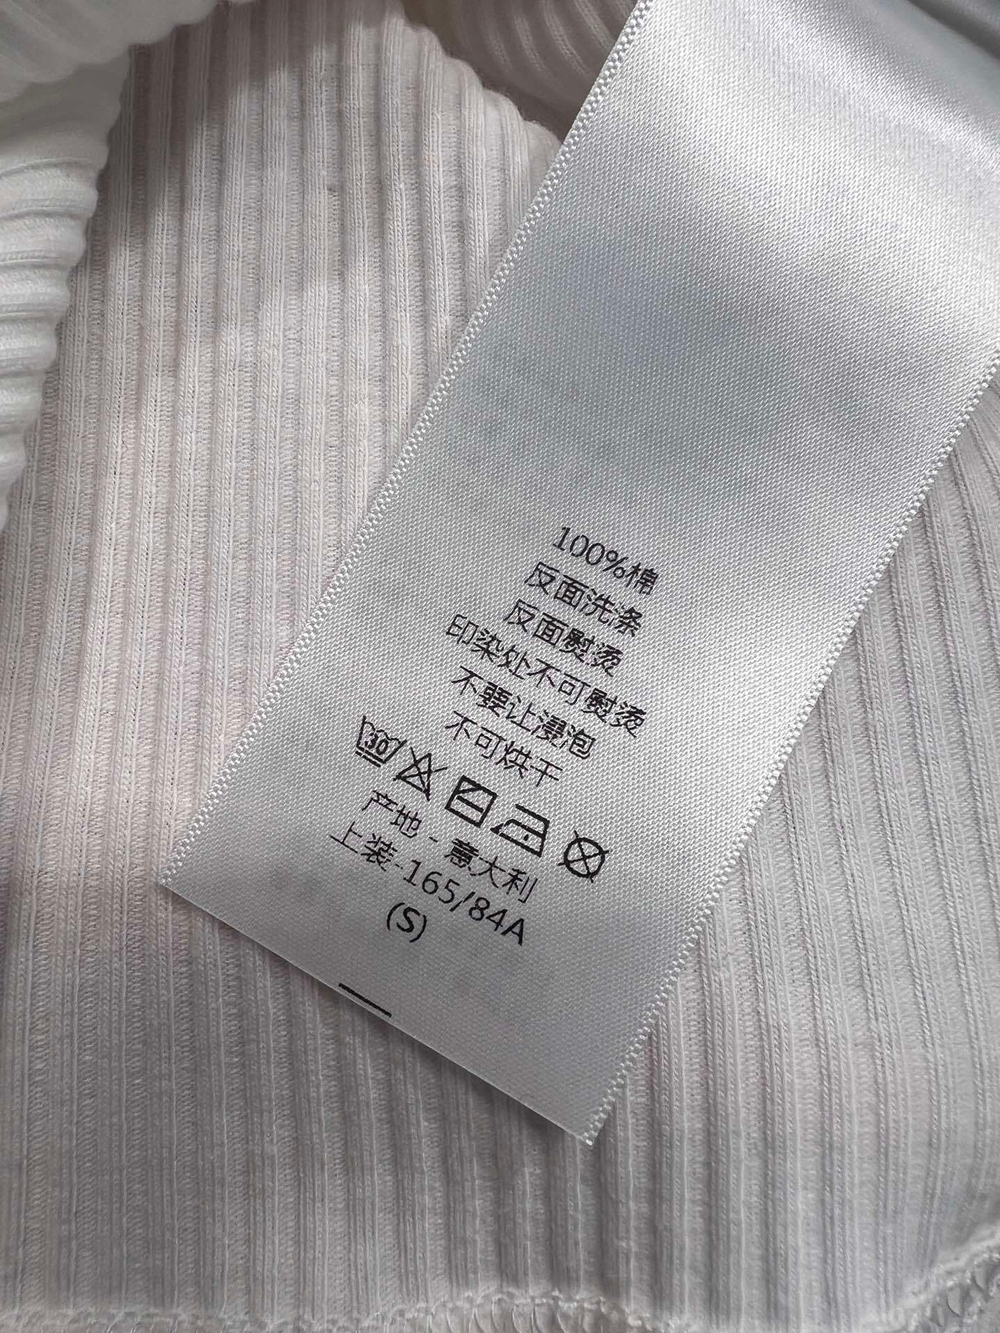 100%棉
反面洗涤
反面熨烫
印染处不可熨烫
不要让浸泡
不可烘干
30
产地 - 意大利
上装-165/84A
(S)